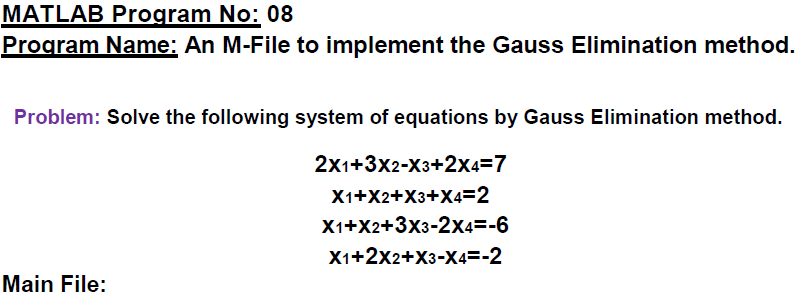 MATLAB Program No: 08
Program Name: An M-File to implement the Gauss Elimination method.
Problem: Solve the following system of equations by Gauss Elimination method.
2x1+3x2-x3+2x4=7
x1+x2+x3+x4=2
x1+x2+3x3-2x4=-6
x1+2x2+x3-x4=-2
Main File: